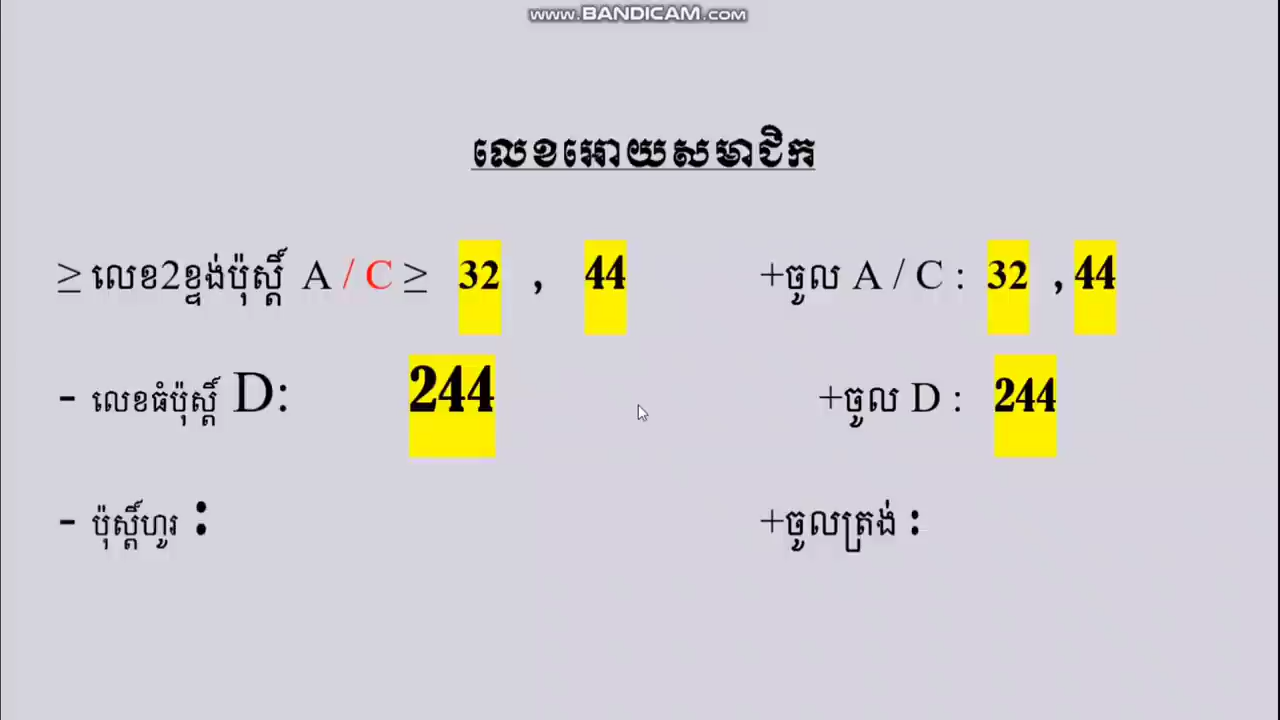 www.BANDICAM.com
លេខអោយសមាជិក
≥ លេខ2ខ្ទង់ប៉ុស្តិ៍ A / C ≥ 32 , 44 +ចូល A / C : 32 , 44
- លេខធំប៉ុស្តិ៍ D: 244 +ចូល D : 244
- ប៉ុស្តិ៍ហួរ : +ចូលត្រង់ :